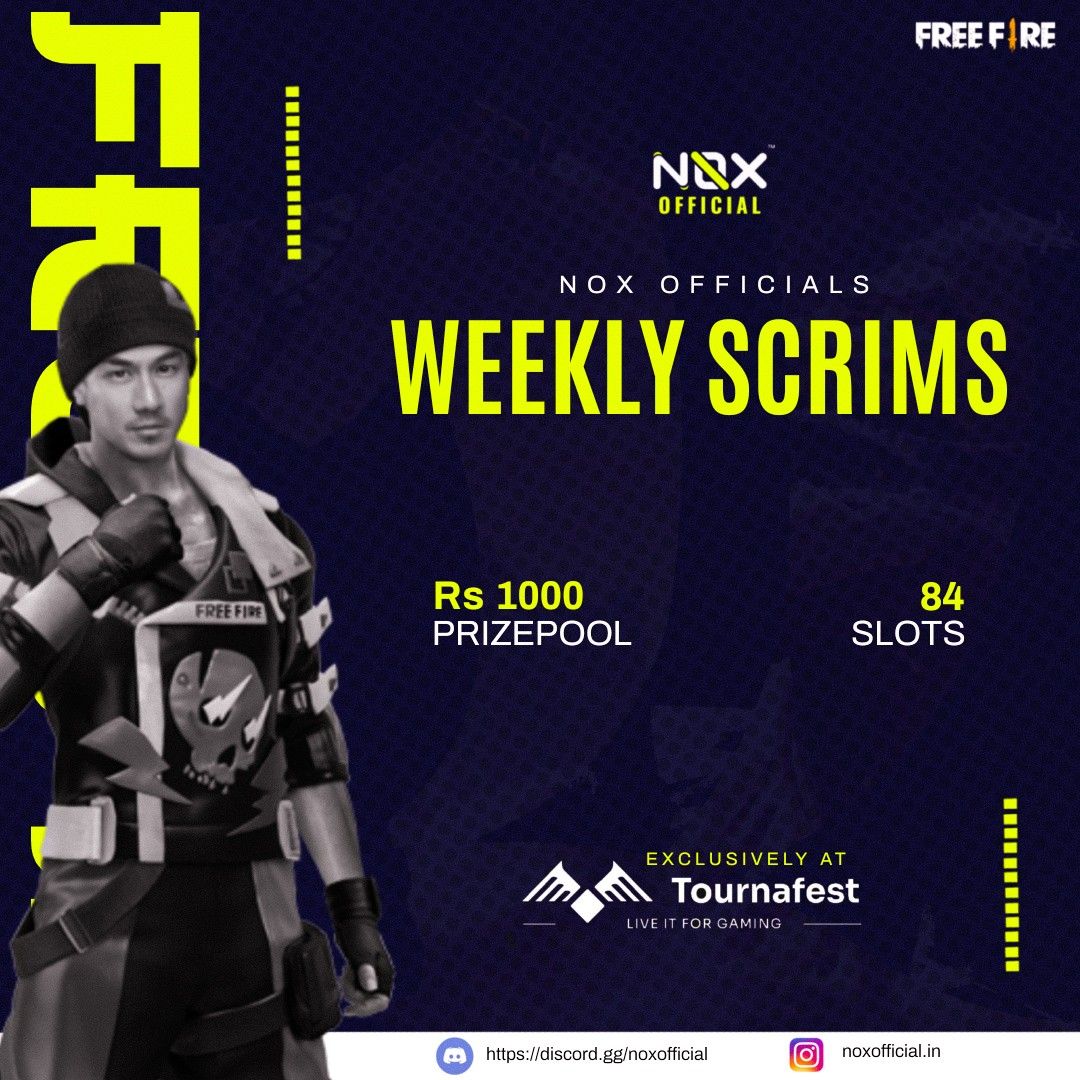 FREE FIRE
NOX
OFFICIAL
NOX OFFICIALS
WEEKLY SCRIMS
Rs 1000
PRIZEPOOL
84
SLOTS
FREE FIRE
EXCLUSIVELY AT
Tournafest
LIVE IT FOR GAMING
https://discord.gg/noxofficial
noxofficial.in